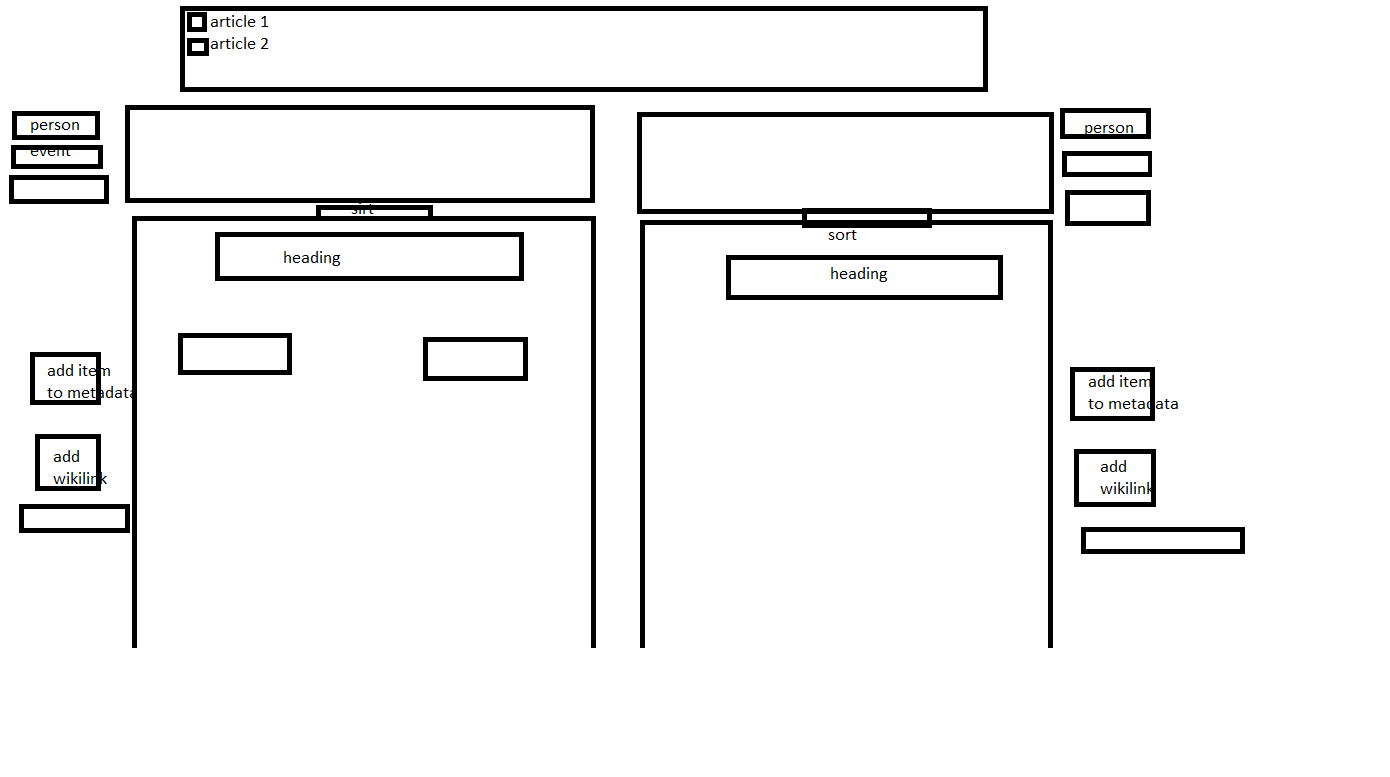 article 1
article 2
person
event
person
sirt
sort
heading
heading
add item
to metadata
add item
to metadata
add
wikilink
add
wikilink